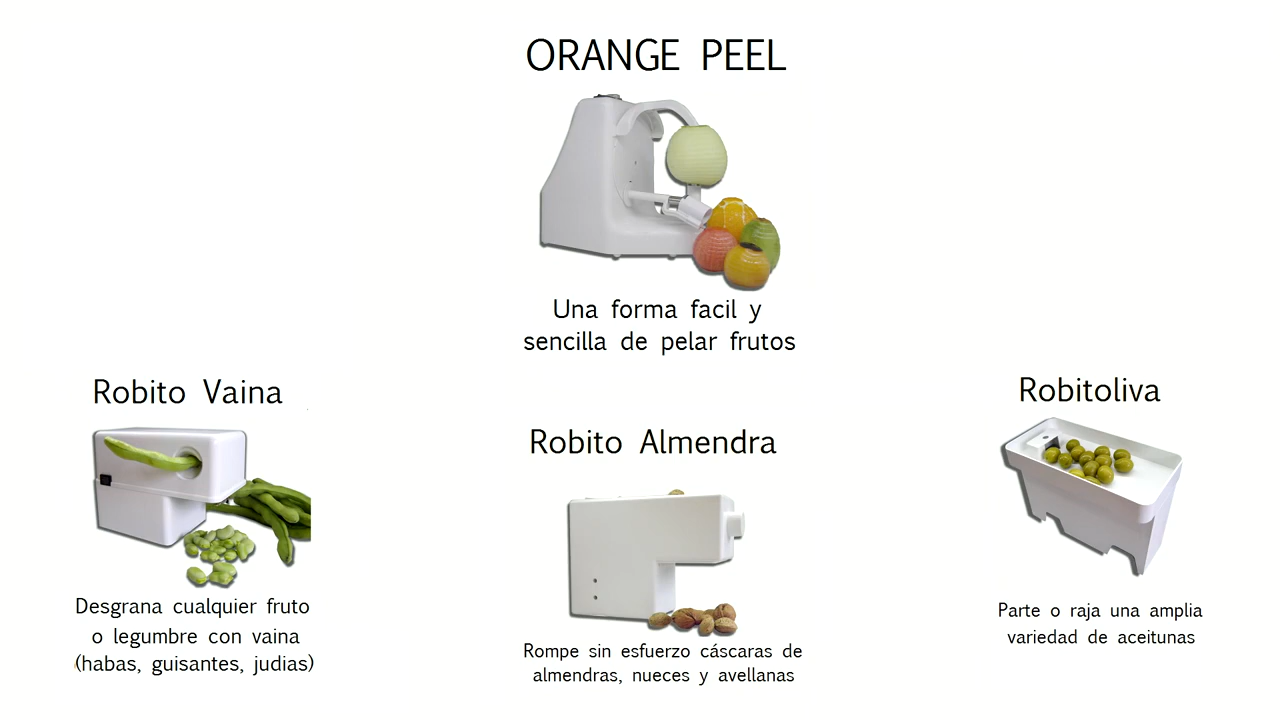 ORANGE PEEL
Una forma facil y
sencilla de pelar frutos
Robito Vaina
Desgrana cualquier fruto
o legumbre con vaina
(habas, guisantes, judias)
Robito Almendra
Rompe sin esfuerzo cáscaras de
almendras, nueces y avellanas
Robitoliva
Parte o raja una amplia
variedad de aceitunas